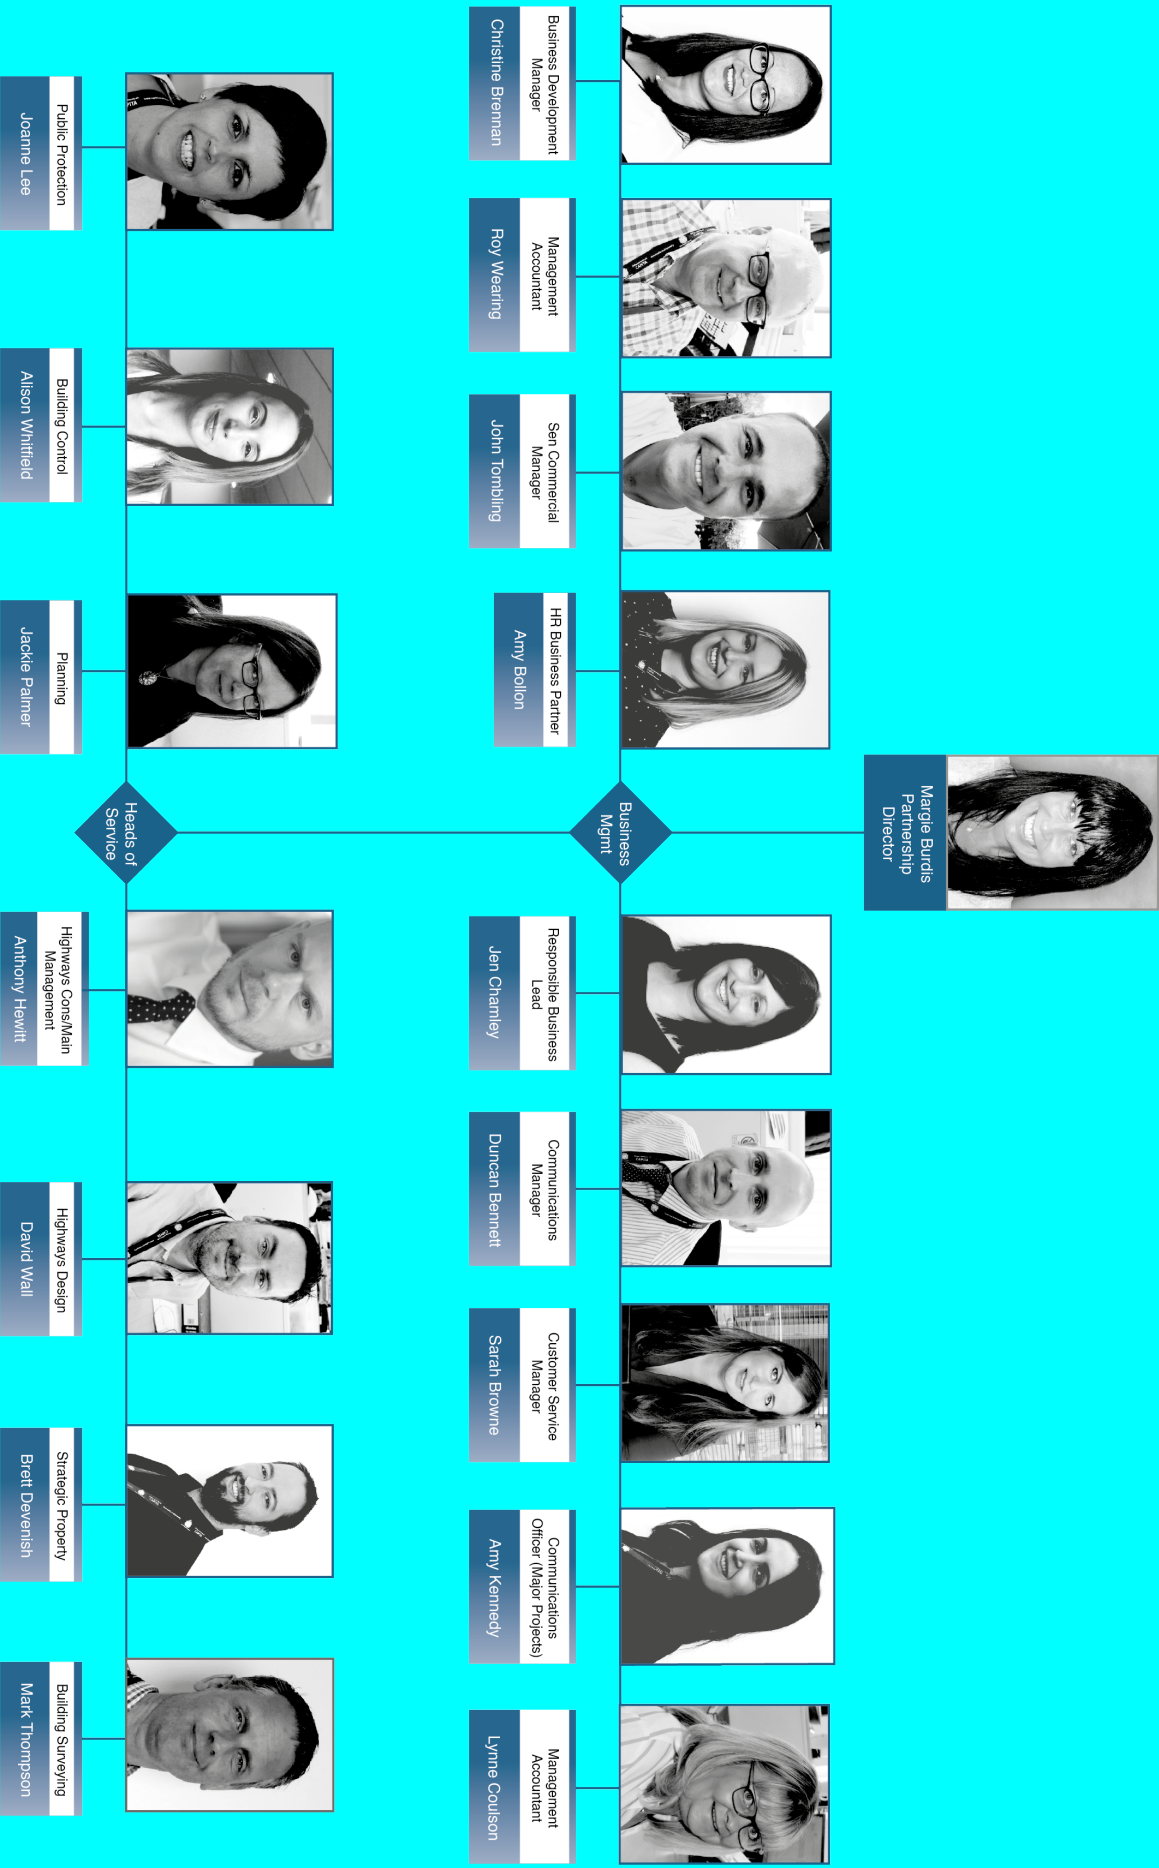 Margie Burdis
Partnership
Director
Business
Mgmt
Business Development
Manager
Christine Brennan
Management
Accountant
Roy Wearing
Sen Commercial
Manager
John Tombling
HR Business Partner
Amy Bollon
Responsible Business
Lead
Jen Chamley
Communications
Manager
Duncan Bennett
Customer Service
Manager
Sarah Browne
Communications
Officer (Major Projects)
Amy Kennedy
Management
Accountant
Lynne Coulson
Heads of
Service
Public Protection
Joanne Lee
Building Control
Alison Whitfield
Planning
Jackie Palmer
Highways Cons/Main
Management
Anthony Hewitt
Highways Design
David Wall
Strategic Property
Brett Devenish
Building Surveying
Mark Thompson